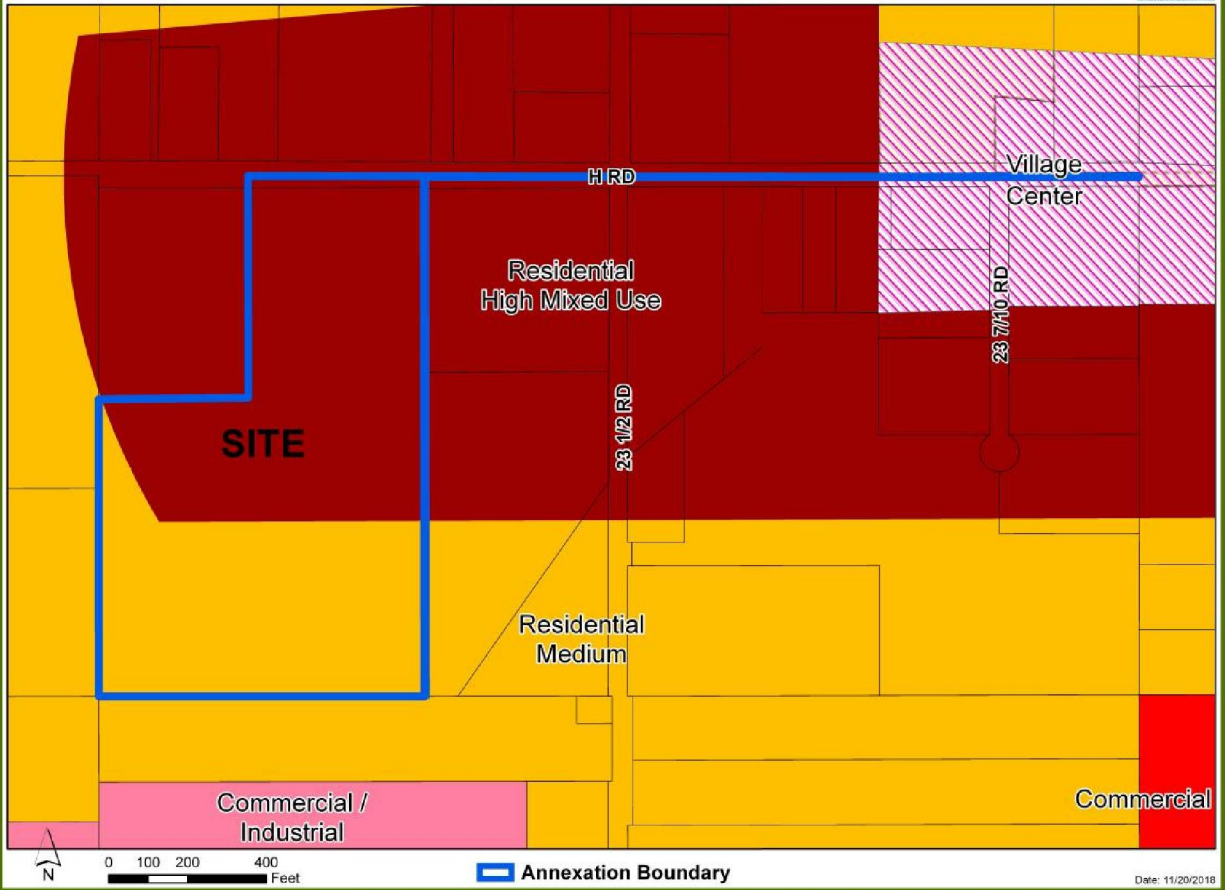 H RD
Village
Center
Residential
High Mixed Use
23 7/10 RD
23 1/2 RD
SITE
Residential
Medium
Commercial /
Industrial
Commercial
N
0 100 200 400
Feet
Annexation Boundary
Date: 11/20/2018